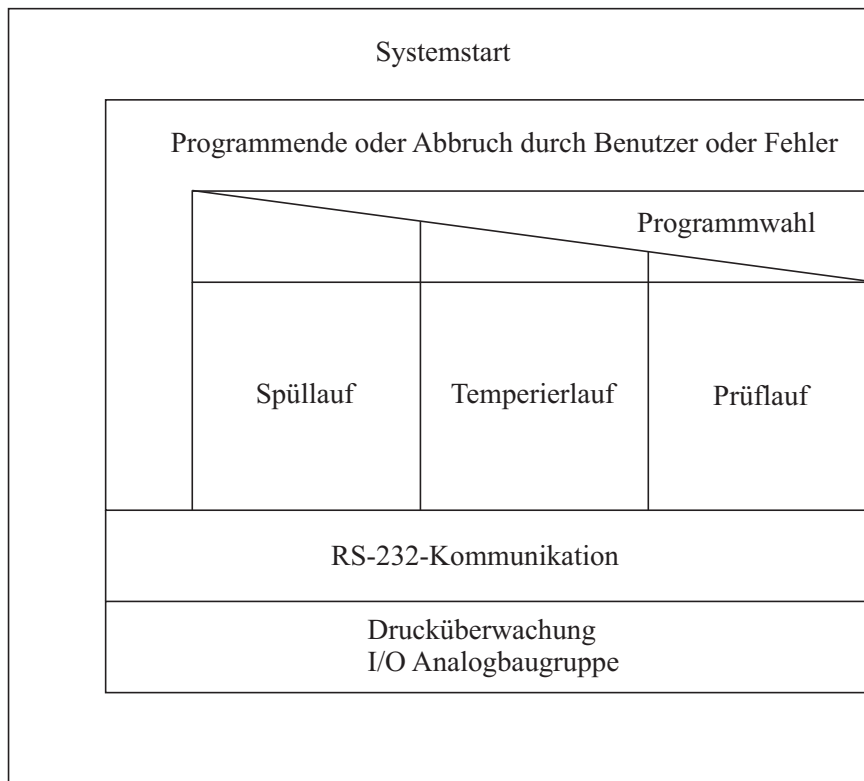 Systemstart
Programmende oder Abbruch durch Benutzer oder Fehler
Programmwahl
Spüllauf
Temperierlauf
Prüflauf
RS-232-Kommunikation
Drucküberwachung
I/O Analogbaugruppe